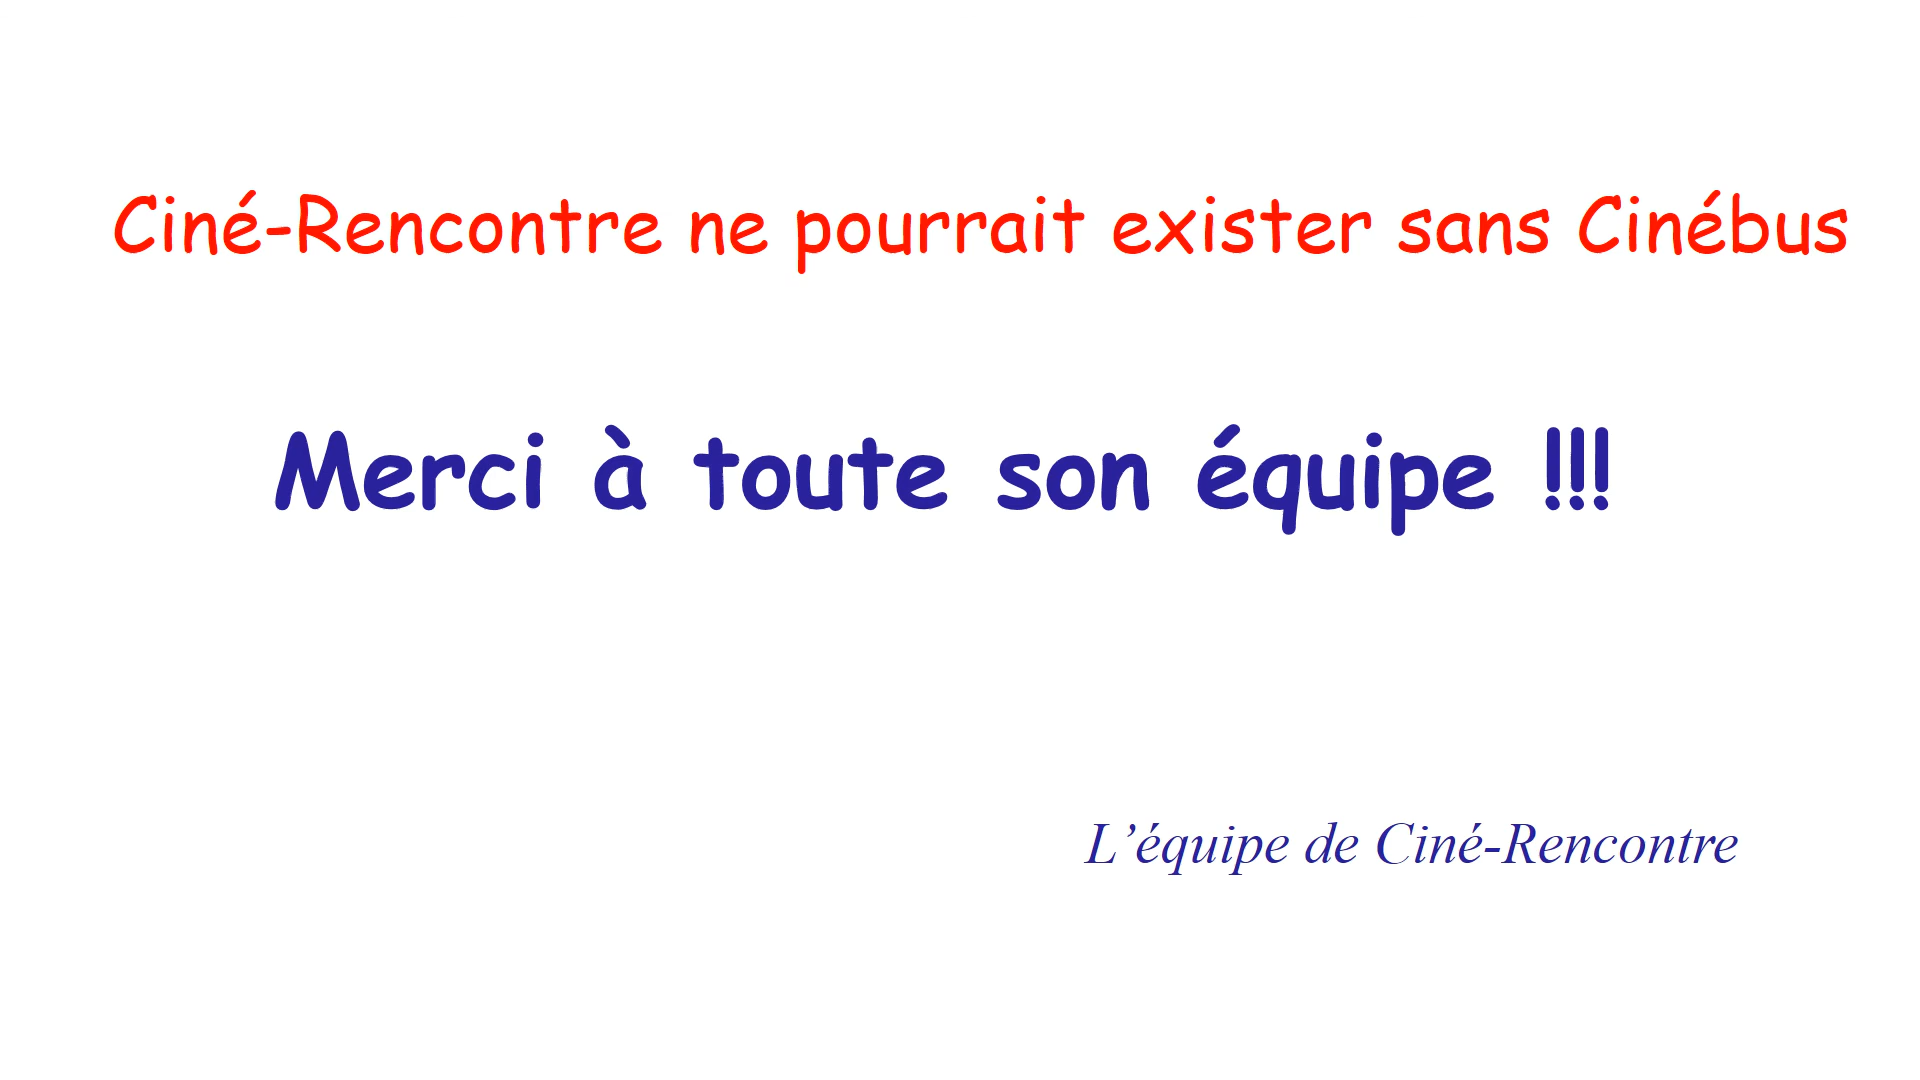 Ciné-Rencontre ne pourrait exister sans Cinébus
Merci à toute son équipe !!!
L’équipe de Ciné-Rencontre